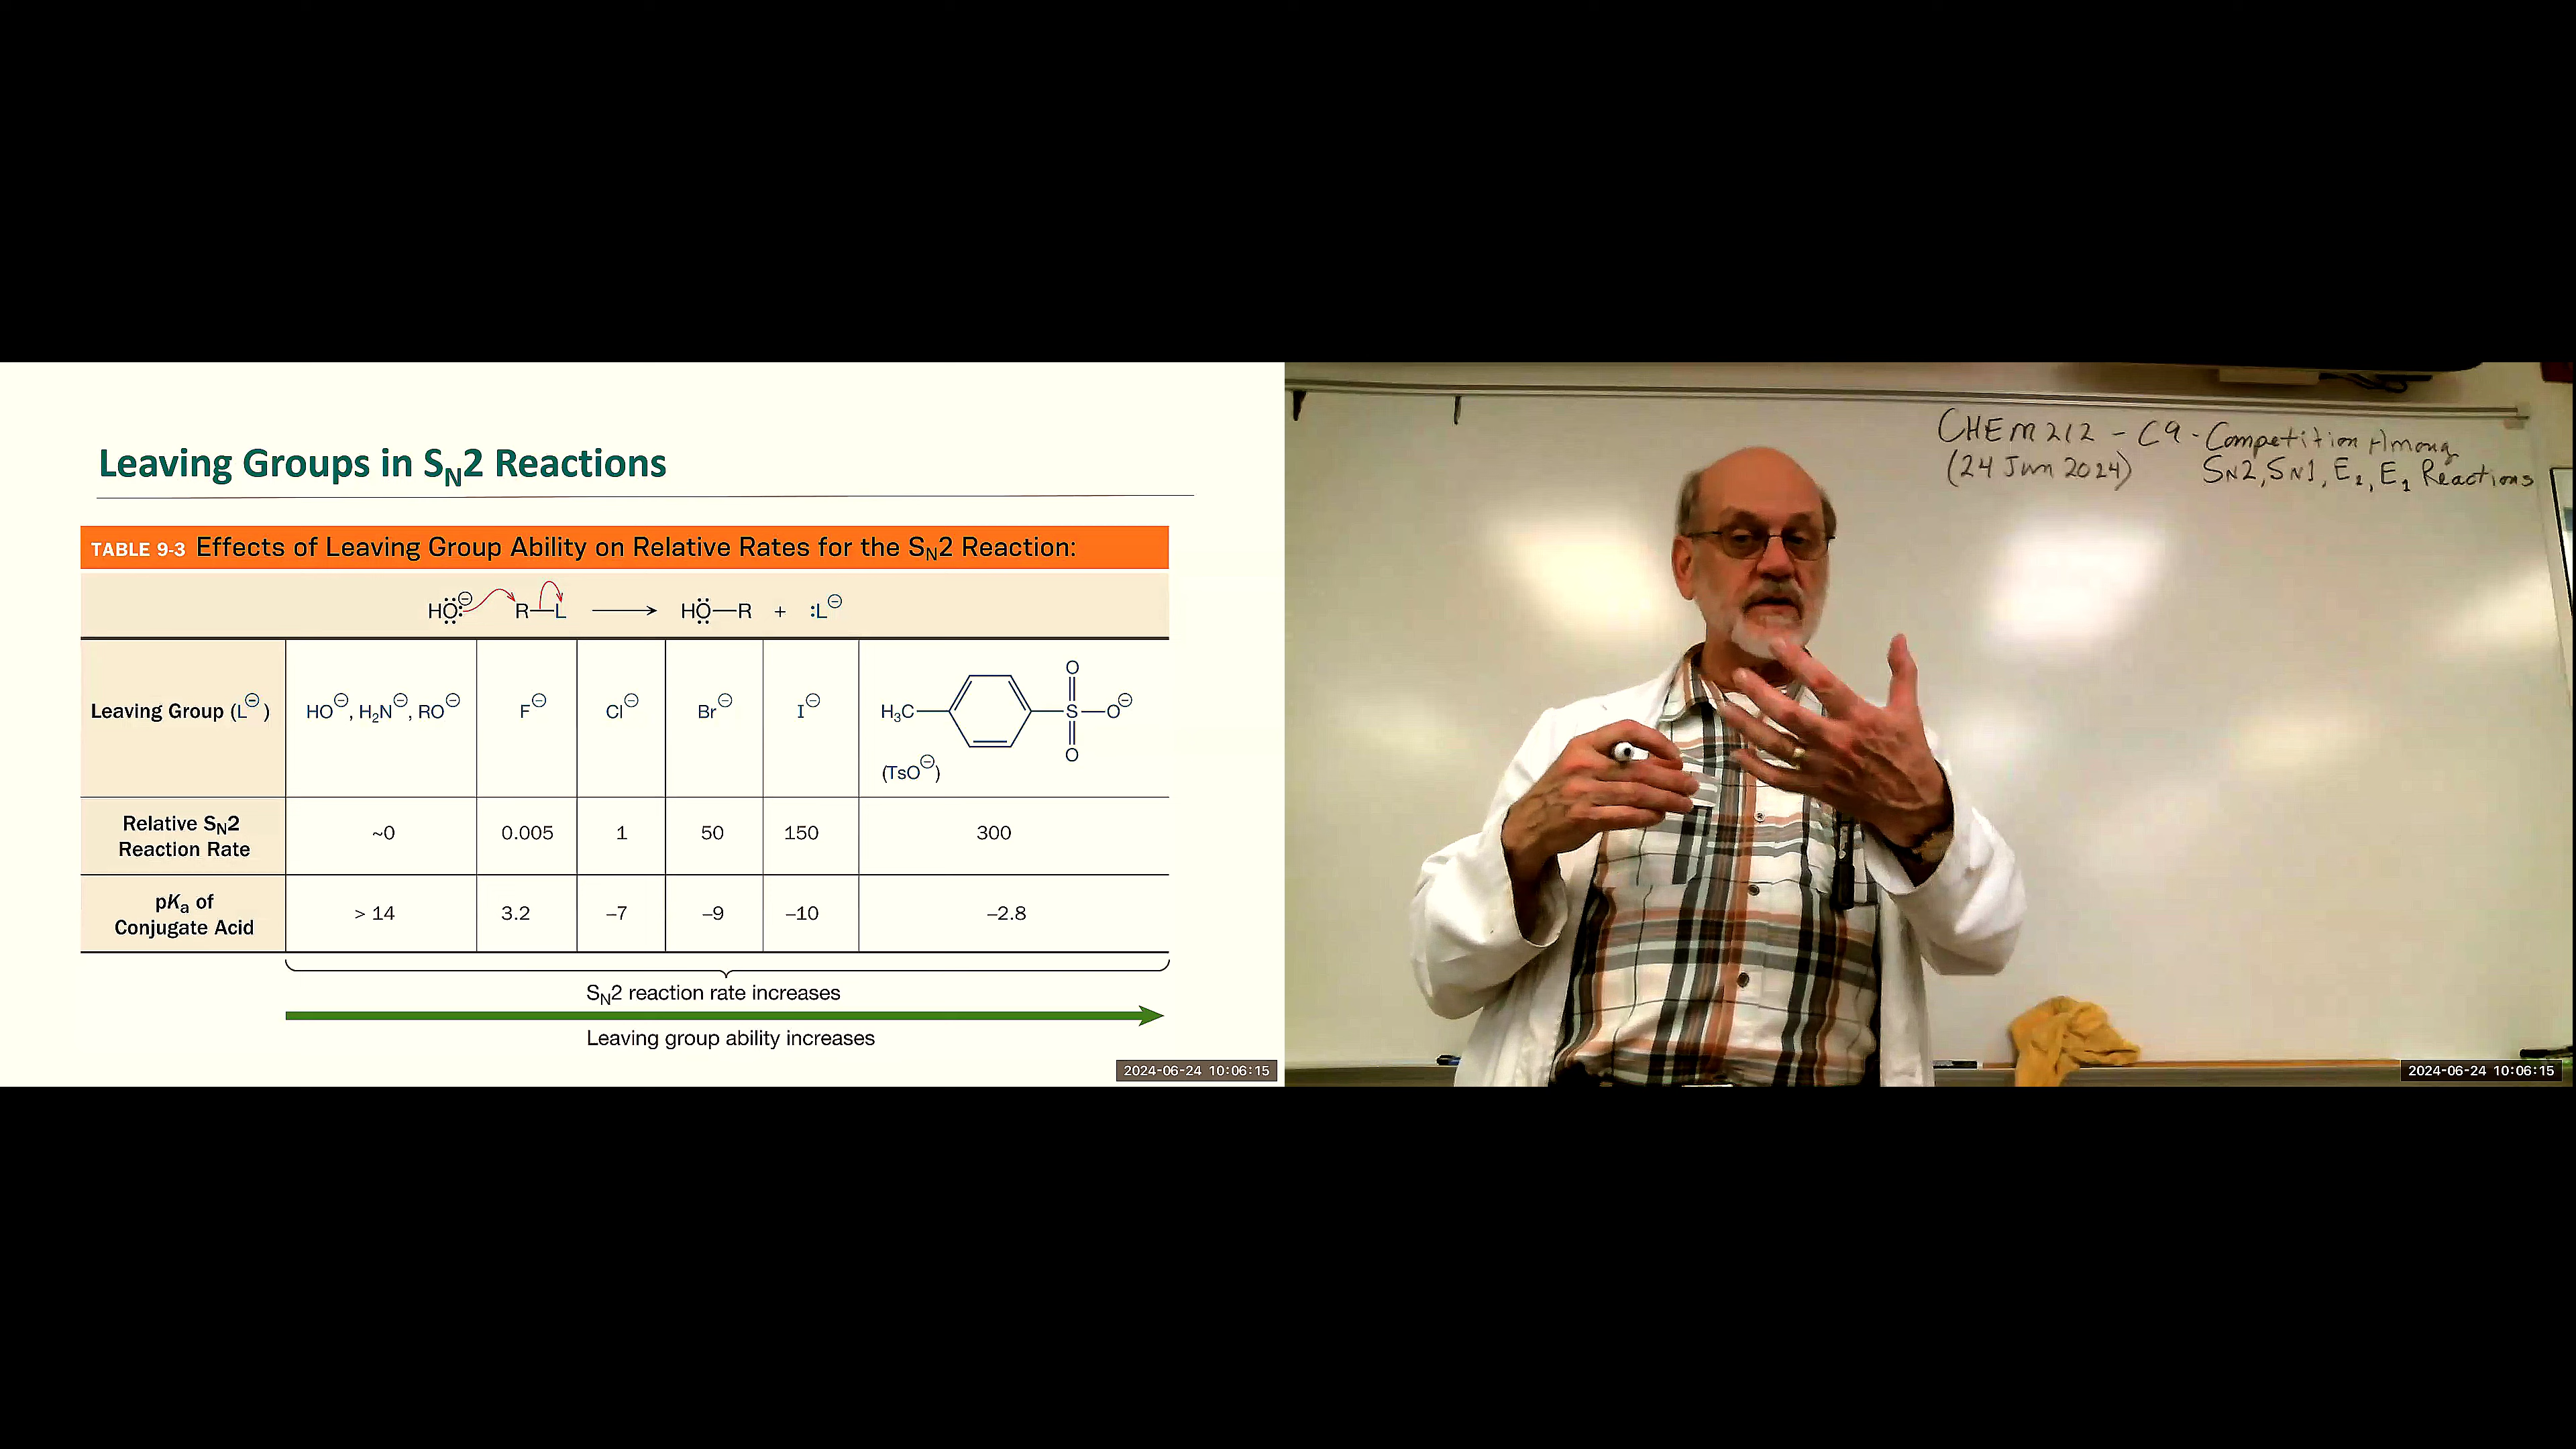 Leaving Groups in SN2 Reactions
TABLE 9-3 Effects of Leaving Group Ability on Relative Rates for the SN2 Reaction:
HO⊖ R—L ⟶ HO—R + :L⊖
Leaving Group (L⊖)
HO⊖, H2N⊖, RO⊖
F⊖
Cl⊖
Br⊖
I⊖
H3C
O
S
O
O⊖
(TsO⊖)
Relative SN2
Reaction Rate
~0
0.005
1
50
150
300
pKa of
Conjugate Acid
> 14
3.2
–7
–9
–10
–2.8
SN2 reaction rate increases
Leaving group ability increases
2024-06-24 10:06:15
CHEM 212 - C9 - Competition Among
(24 Jun 2024) SN2, SN1, E2, E1 Reactions
2024-06-24 10:06:15